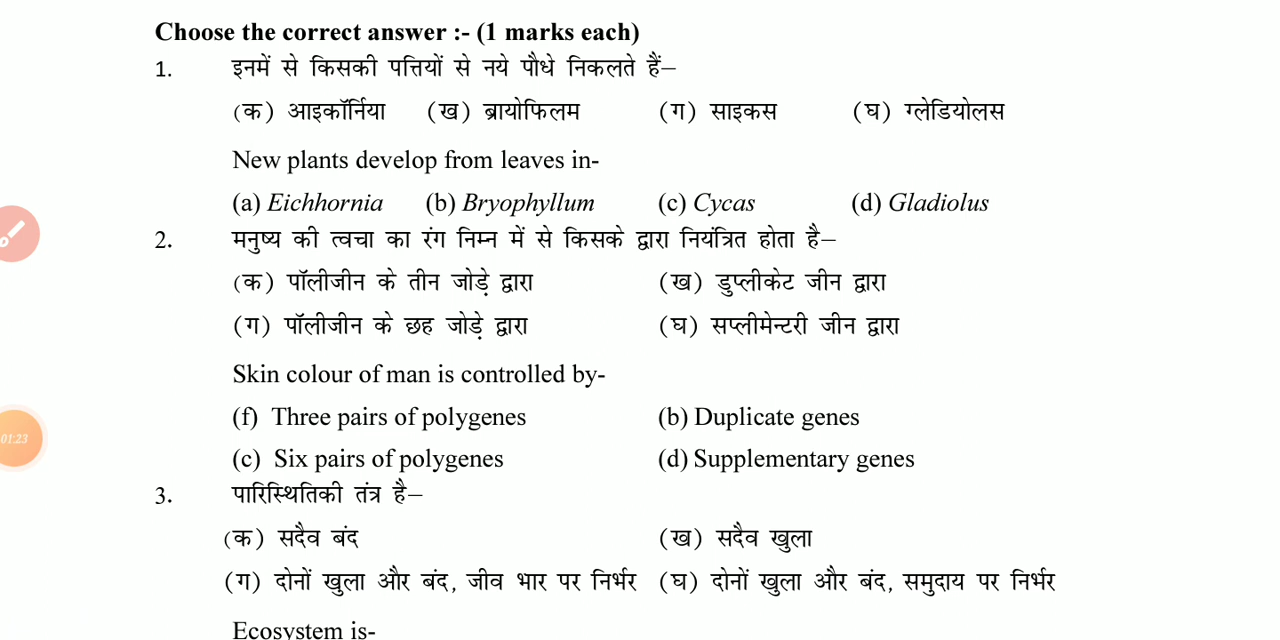 Choose the correct answer :- (1 marks each)
1. इनमें से किसकी पत्तियों से नये पौधे निकलते हैं–
(क) आइकॉर्निया (ख) ब्रायोफिलम (ग) साइकस (घ) ग्लेडियोलस
New plants develop from leaves in-
(a) Eichhornia (b) Bryophyllum (c) Cycas (d) Gladiolus
2. मनुष्य की त्वचा का रंग निम्न में से किसके द्वारा नियंत्रित होता है–
(क) पॉलीजीन के तीन जोड़े द्वारा (ख) डुप्लीकेट जीन द्वारा
(ग) पॉलीजीन के छह जोड़े द्वारा (घ) सप्लीमेन्टरी जीन द्वारा
Skin colour of man is controlled by-
(f) Three pairs of polygenes (b) Duplicate genes
(c) Six pairs of polygenes (d) Supplementary genes
01:23
3. पारिस्थितिकी तंत्र है–
(क) सदैव बंद (ख) सदैव खुला
(ग) दोनों खुला और बंद, जीव भार पर निर्भर (घ) दोनों खुला और बंद, समुदाय पर निर्भर
Ecosystem is-